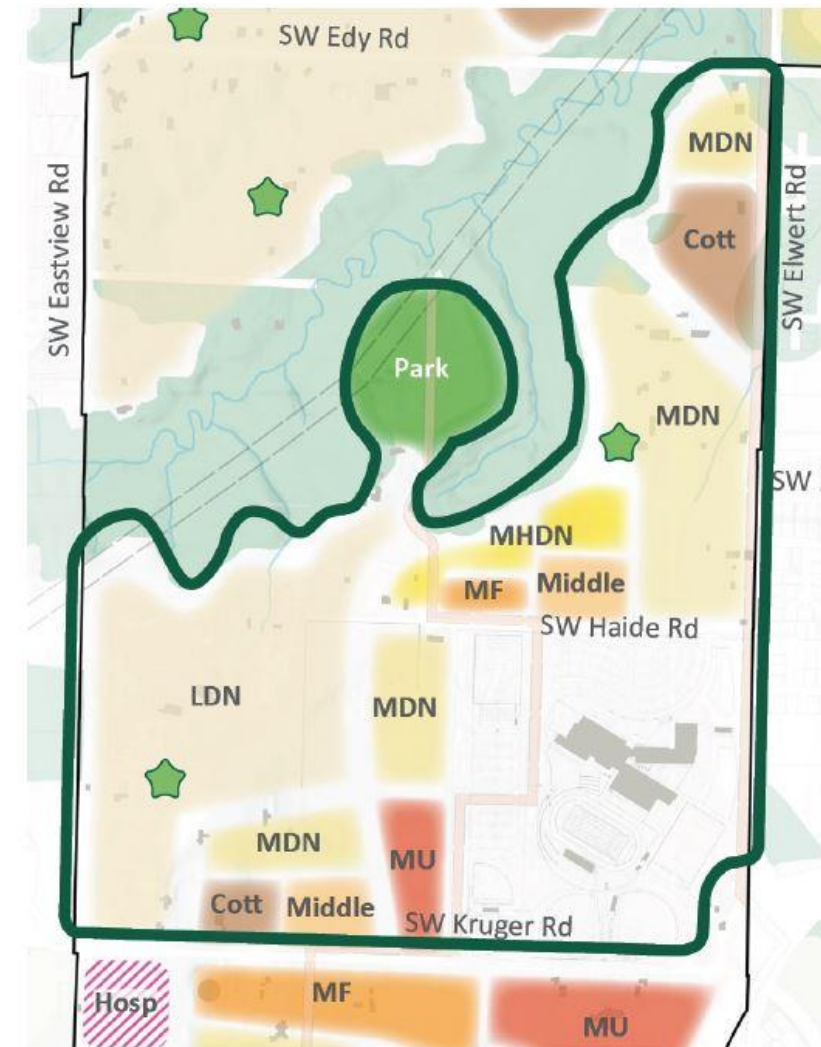 SW Edy Rd
MDN
SW Eastview Rd
SW Elwert Rd
Cott
Park
MDN
SW
MHDN
MF
Middle
SW Haide Rd
LDN
MDN
MDN
MU
Cott
Middle
SW Kruger Rd
Hosp
MF
MU